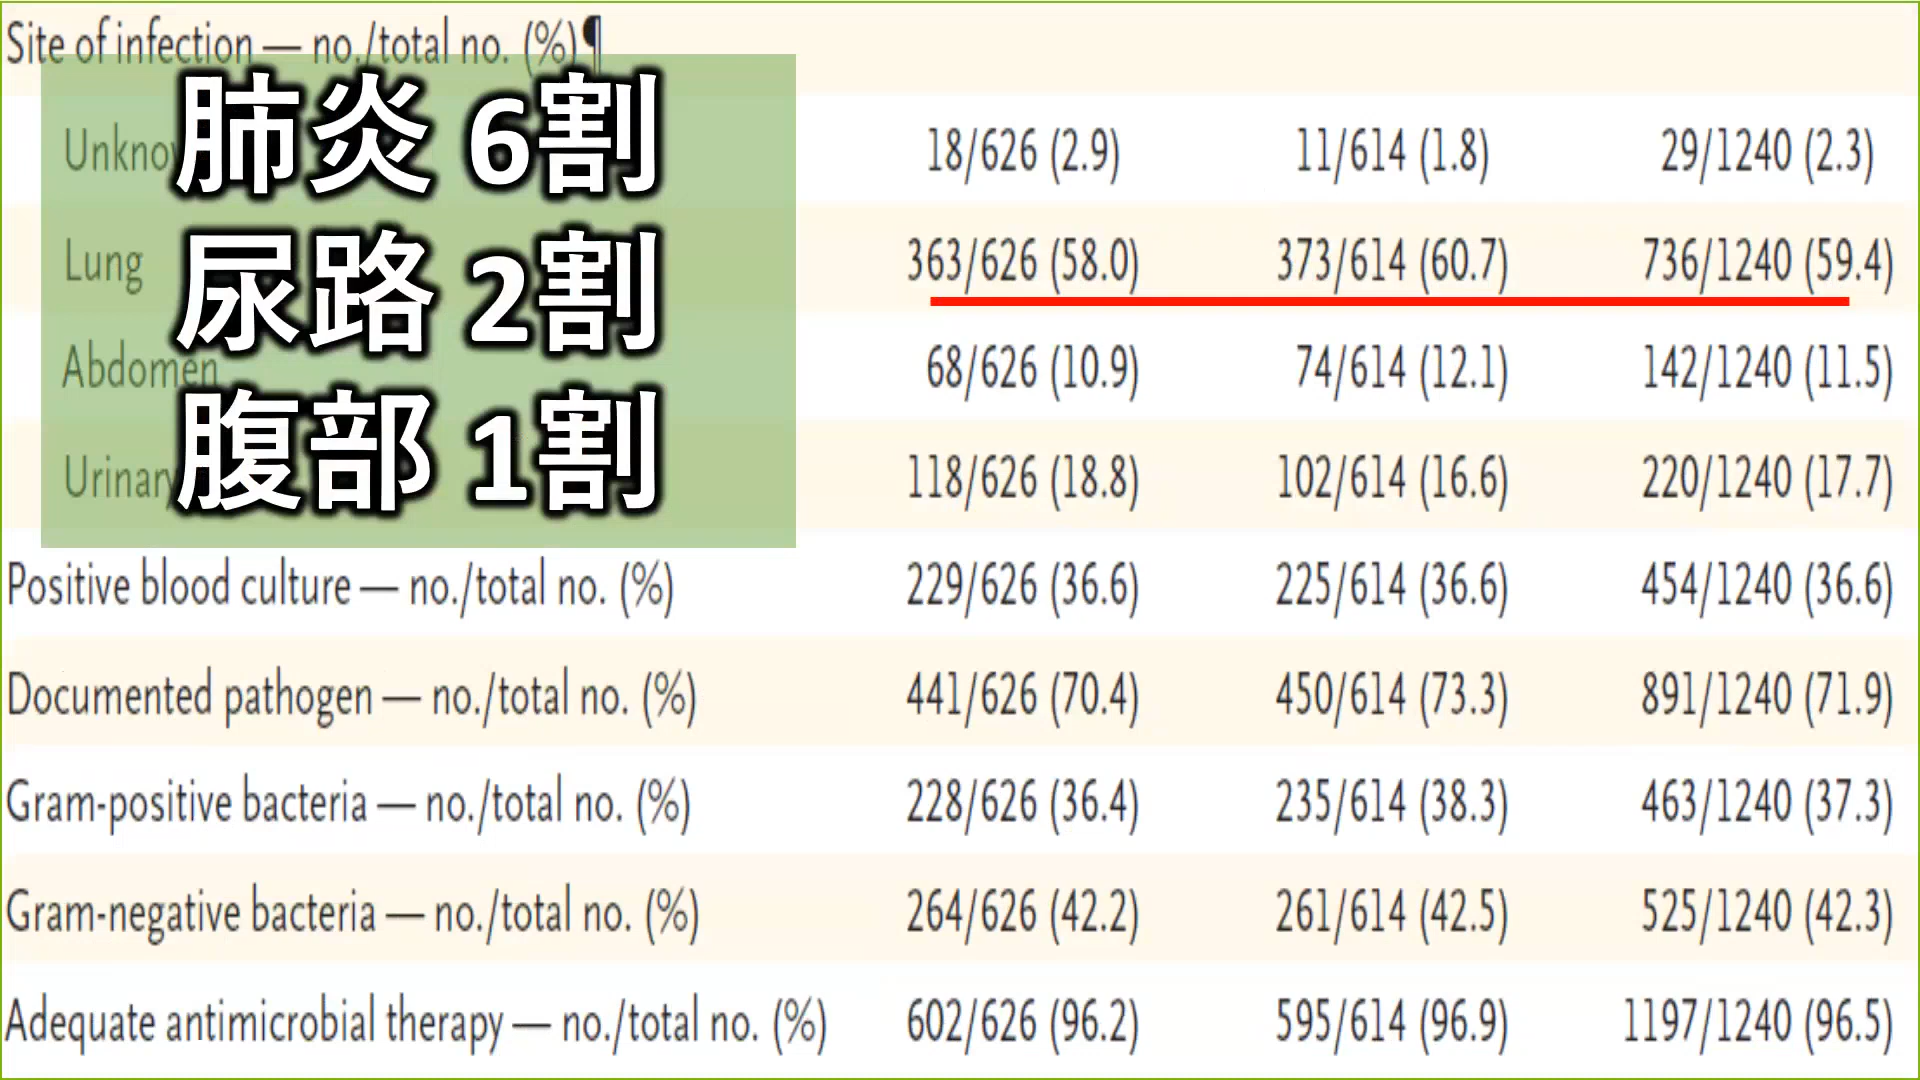 Site of infection — no./total no. (%)¶
肺炎 6割
尿路 2割
腹部 1割
18/626 (2.9) 11/614 (1.8) 29/1240 (2.3)
Lung 363/626 (58.0) 373/614 (60.7) 736/1240 (59.4)
Abdomen 68/626 (10.9) 74/614 (12.1) 142/1240 (11.5)
Urinary 118/626 (18.8) 102/614 (16.6) 220/1240 (17.7)
Positive blood culture — no./total no. (%) 229/626 (36.6) 225/614 (36.6) 454/1240 (36.6)
Documented pathogen — no./total no. (%) 441/626 (70.4) 450/614 (73.3) 891/1240 (71.9)
Gram-positive bacteria — no./total no. (%) 228/626 (36.4) 235/614 (38.3) 463/1240 (37.3)
Gram-negative bacteria — no./total no. (%) 264/626 (42.2) 261/614 (42.5) 525/1240 (42.3)
Adequate antimicrobial therapy — no./total no. (%) 602/626 (96.2) 595/614 (96.9) 1197/1240 (96.5)